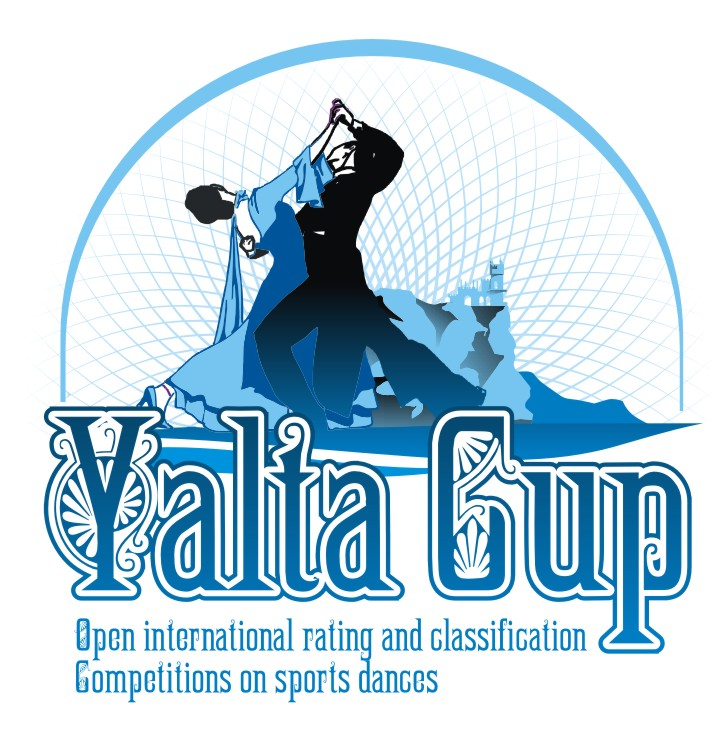 Yalta Cup
Open international rating and classification
Competitions on sports dances